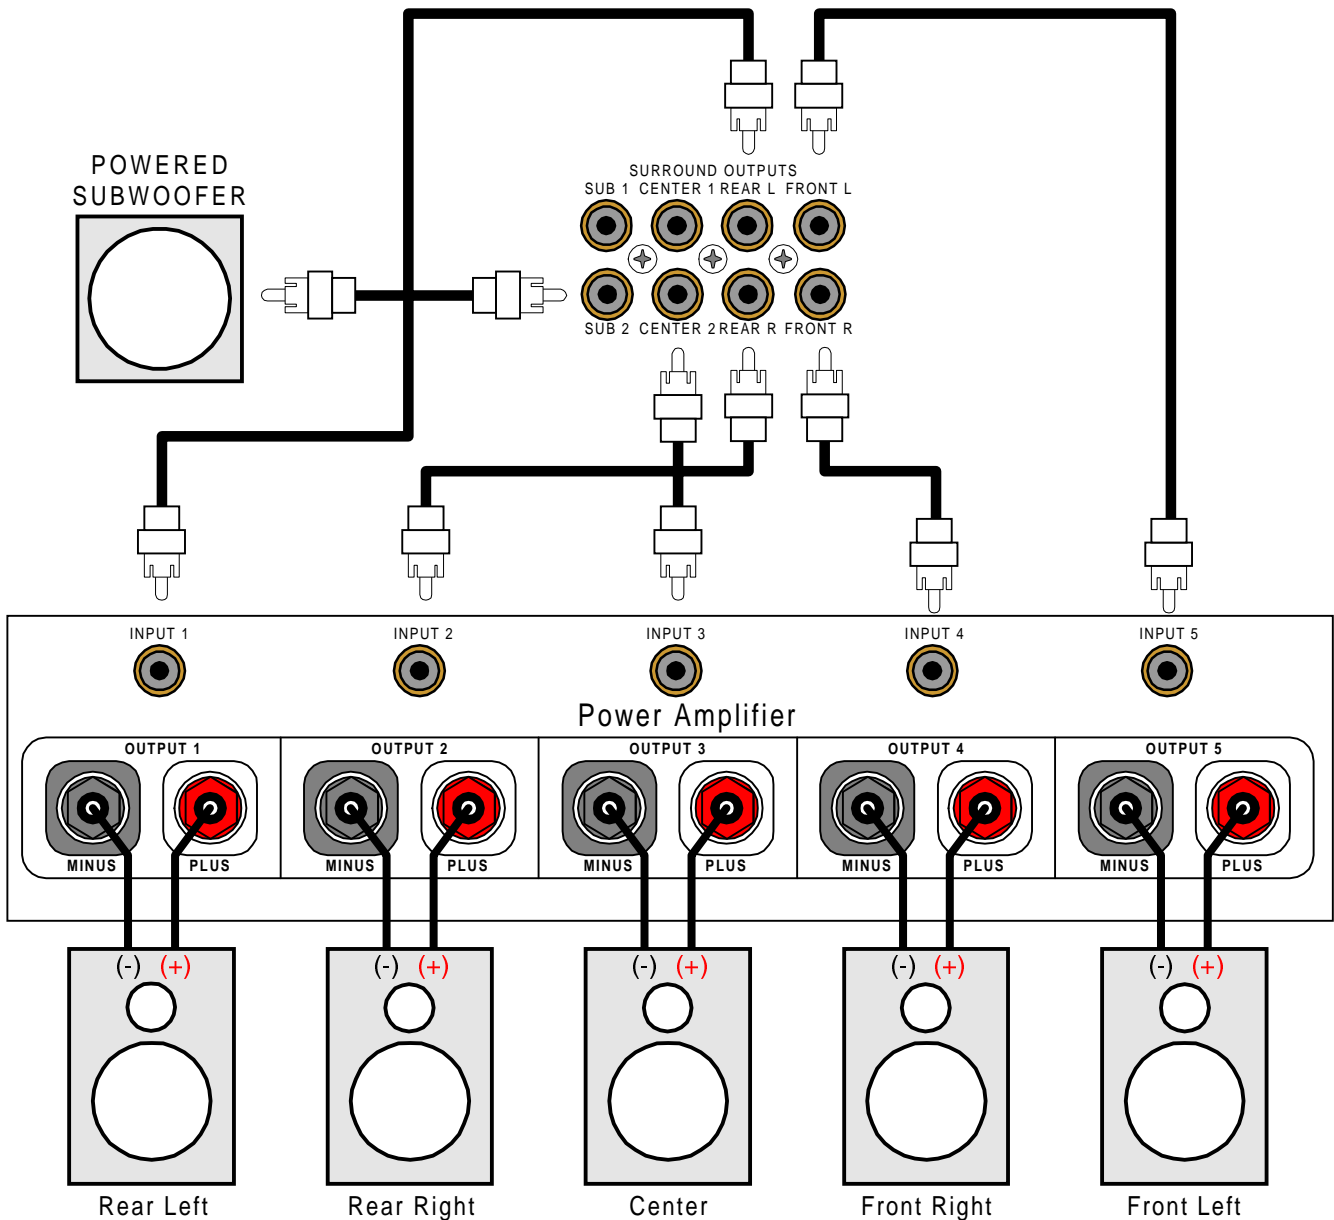 POWERED
SUBWOOFER
SURROUND OUTPUTS
SUB 1 CENTER 1 REAR L FRONT L
SUB 2 CENTER 2 REAR R FRONT R
INPUT 1 INPUT 2 INPUT 3 INPUT 4 INPUT 5
Power Amplifier
OUTPUT 1 OUTPUT 2 OUTPUT 3 OUTPUT 4 OUTPUT 5
MINUS PLUS MINUS PLUS MINUS PLUS MINUS PLUS MINUS PLUS
(-) (+) (-) (+) (-) (+) (-) (+) (-) (+)
Rear Left Rear Right Center Front Right Front Left